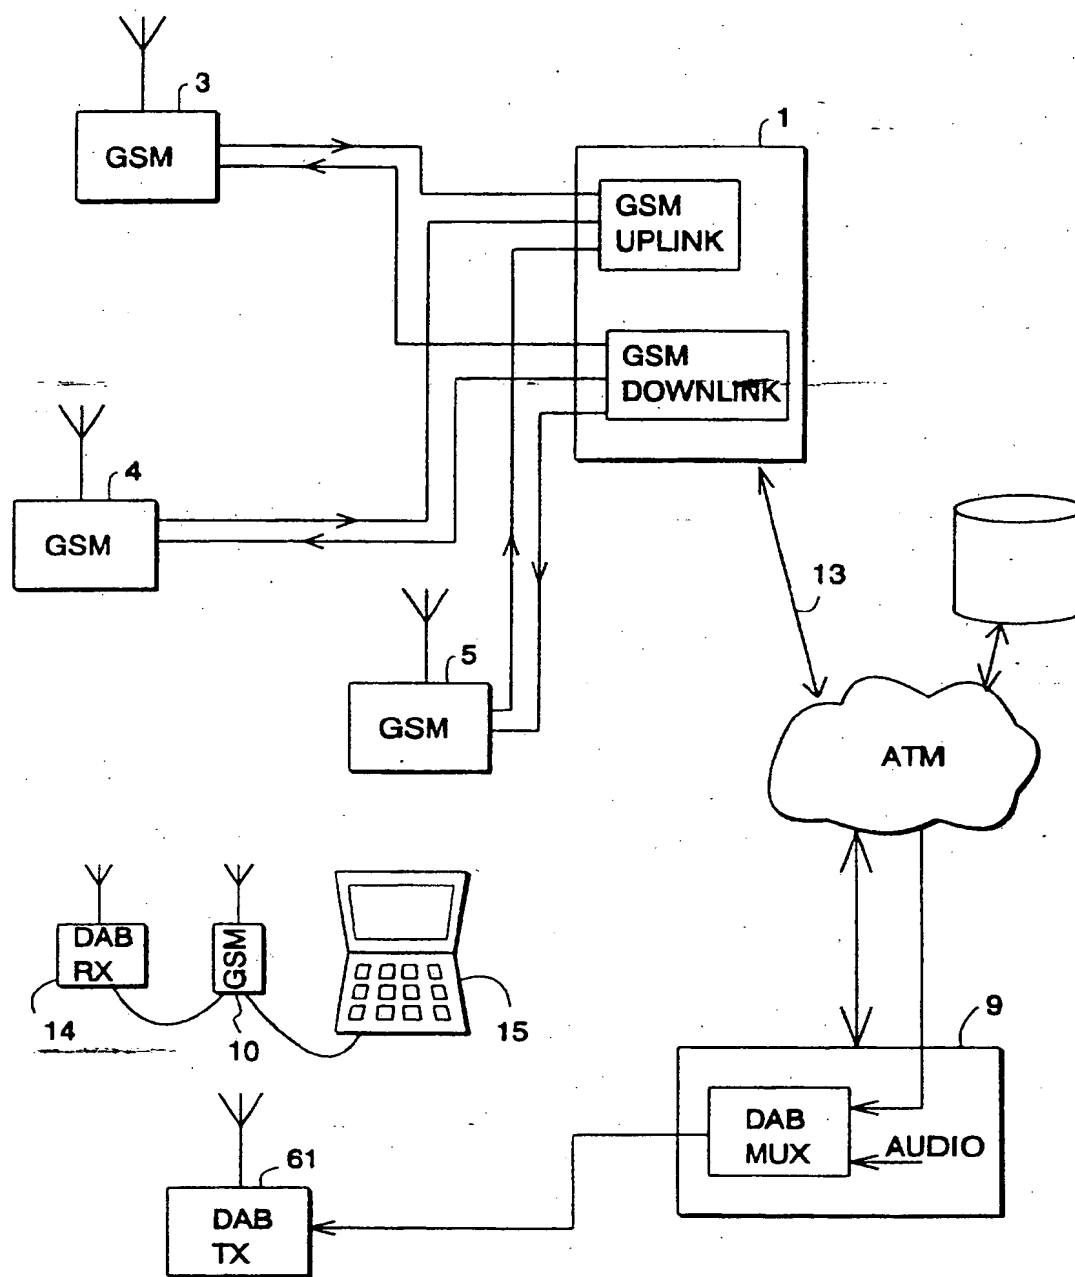 3
GSM
1
GSM
UPLINK
GSM
DOWNLINK
4
GSM
13
5
GSM
ATM
DAB
RX
GSM
14
10
15
9
DAB
MUX
AUDIO
61
DAB
TX